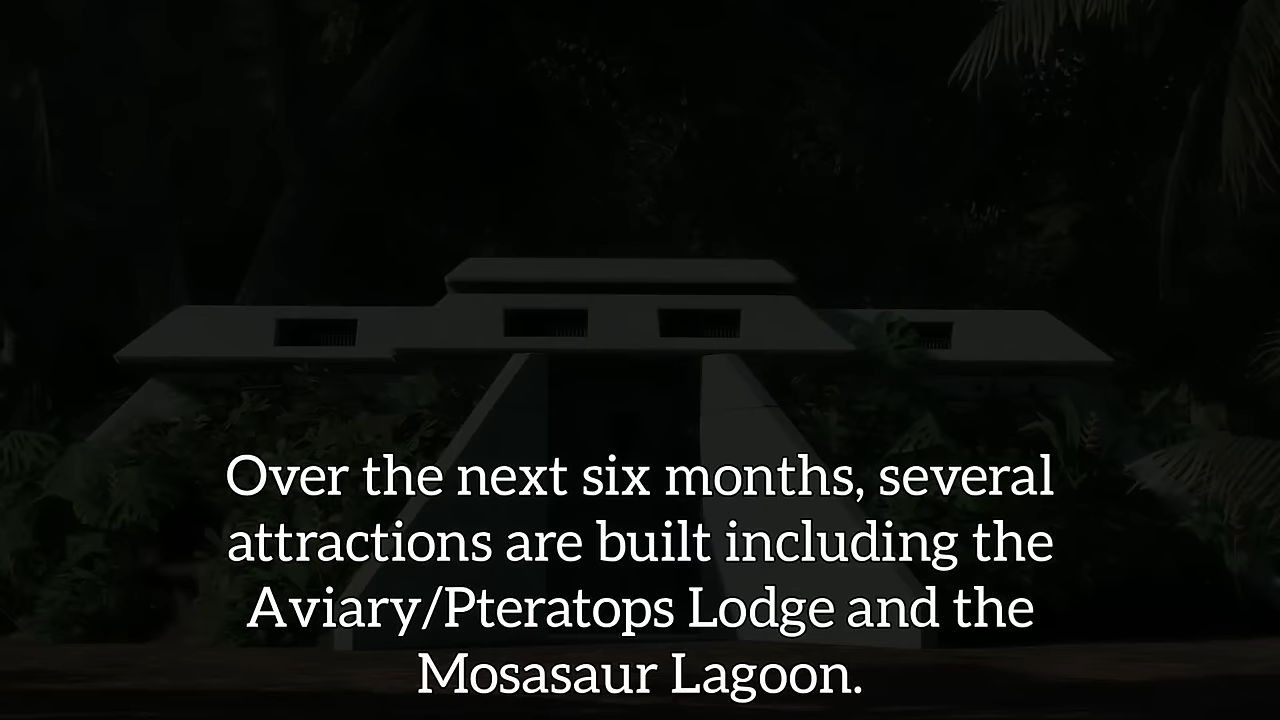 Over the next six months, several
attractions are built including the
Aviary/Pteratops Lodge and the
Mosasaur Lagoon.